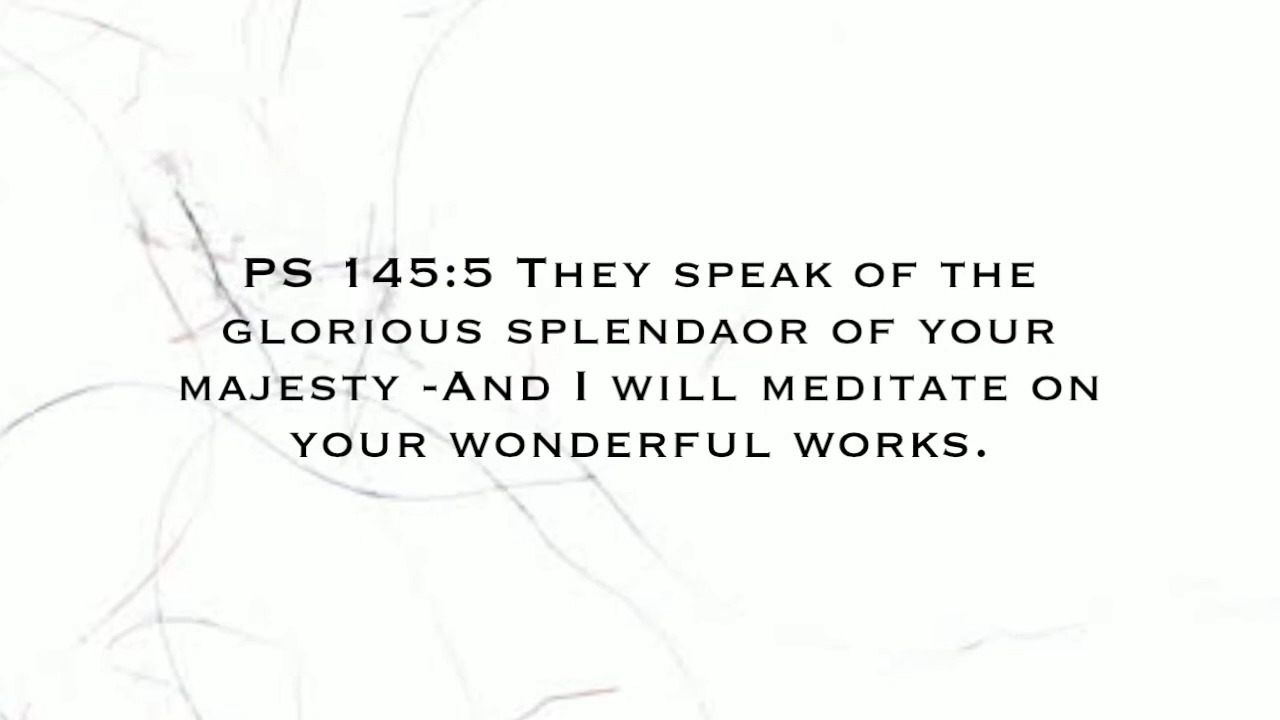 PS 145:5 They speak of the
glorious splendaor of your
majesty -And I will meditate on
your wonderful works.